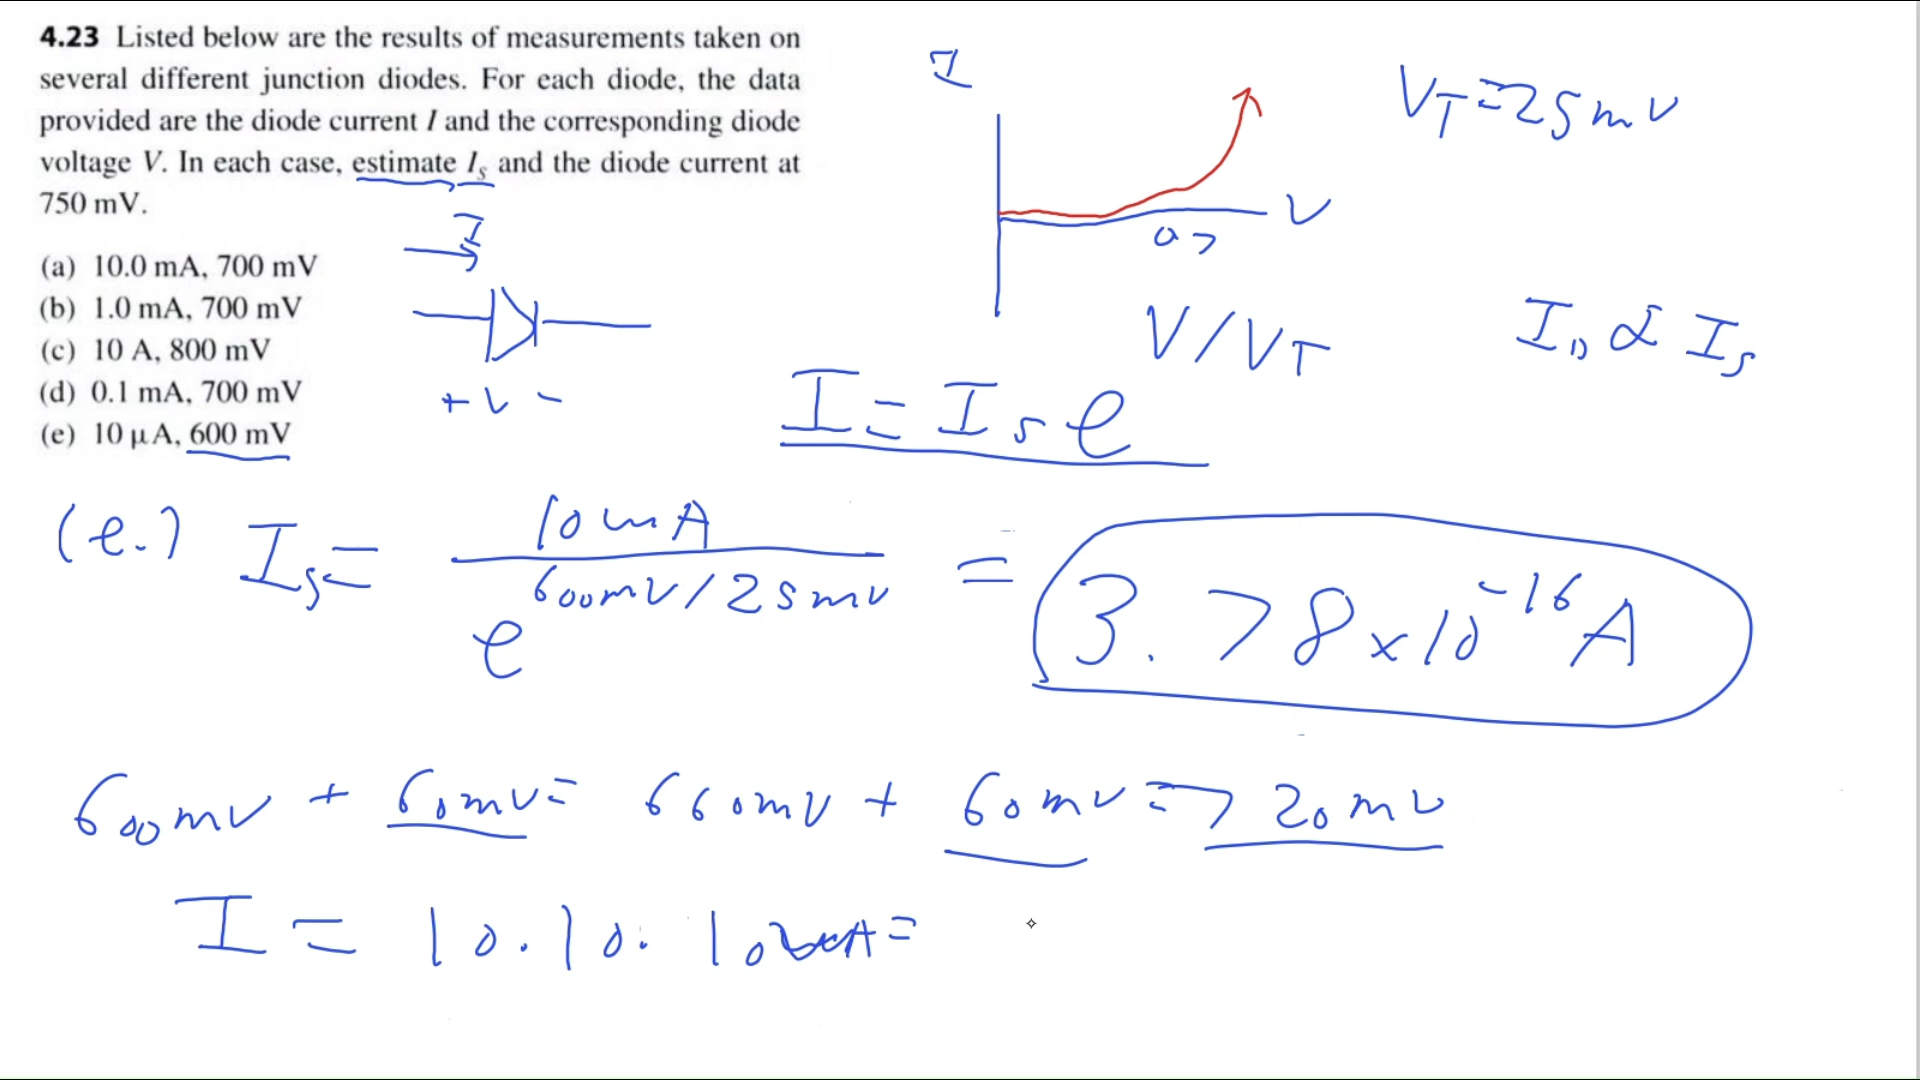 4.23 Listed below are the results of measurements taken on
several different junction diodes. For each diode, the data
provided are the diode current I and the corresponding diode
voltage V. In each case, estimate I_S and the diode current at
750 mV.
(a) 10.0 mA, 700 mV
(b) 1.0 mA, 700 mV
(c) 10 A, 800 mV
(d) 0.1 mA, 700 mV
(e) 10 µA, 600 mV
I
+ V -
I
V
0.7
V_T = 25mV
I = I_S e^{V/V_T}
I_D ∝ I_S
(e.) I_S = 10 µA / e^{600mV/25mV} = 3.78 x 10^{-16} A
600mV + 60mV = 660mV + 60mV = 720mV
I = 10 . 10 . 10 µA =